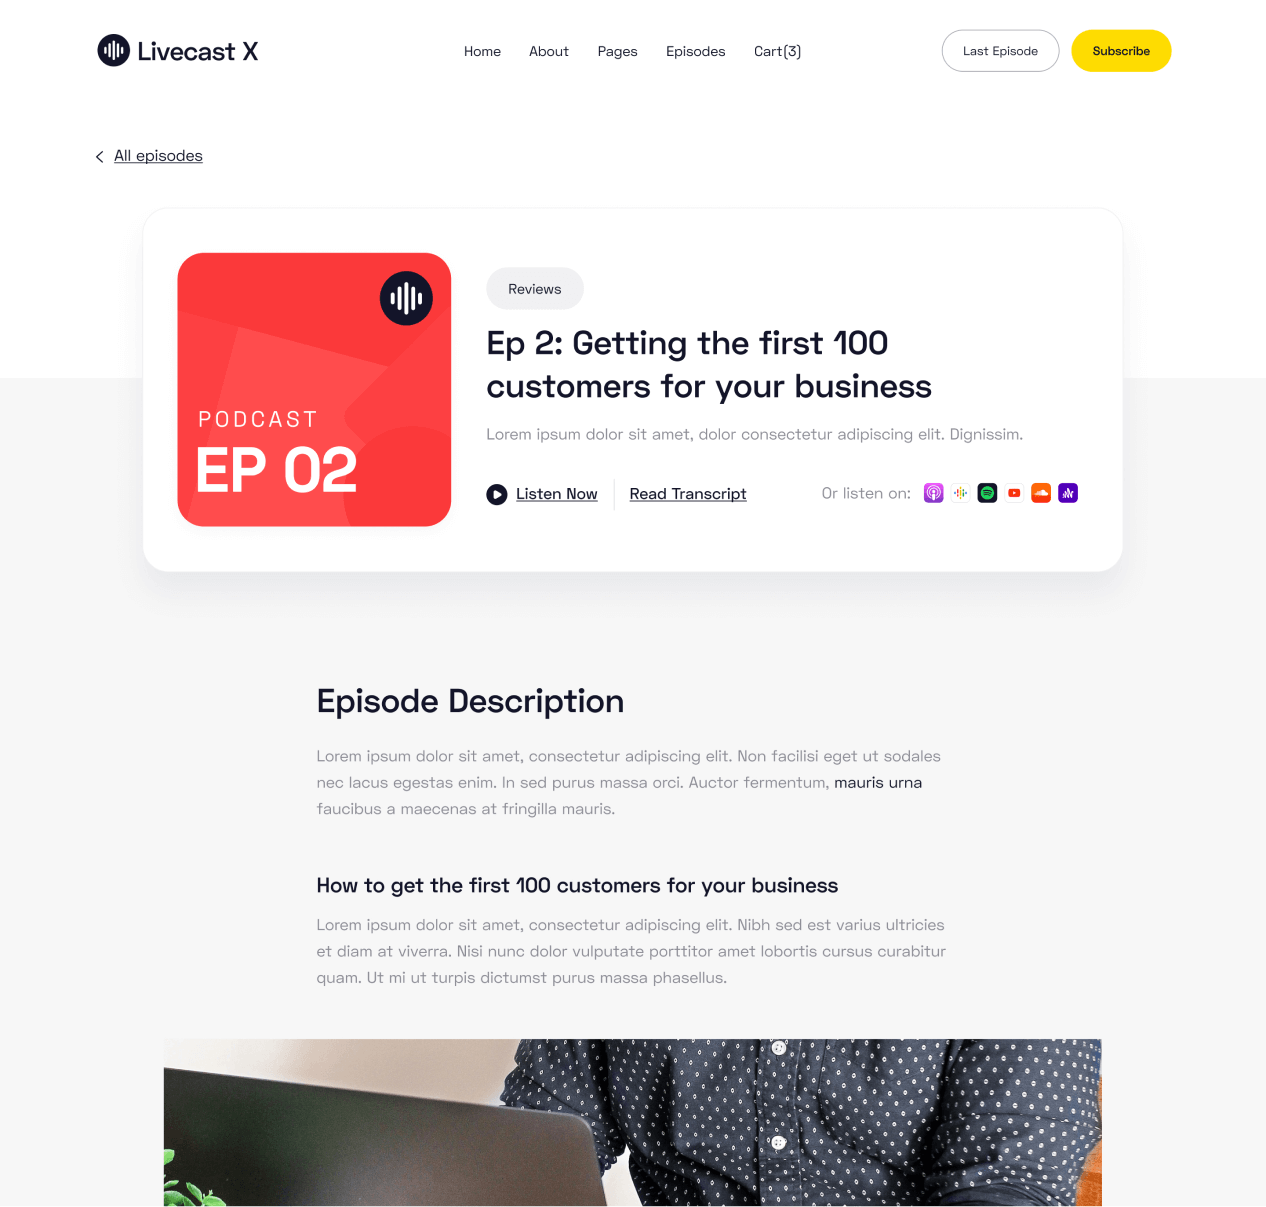 Livecast X
Home About Pages Episodes Cart(3)
Last Episode
Subscribe
All episodes
PODCAST
EP 02
Reviews
Ep 2: Getting the first 100
customers for your business
Lorem ipsum dolor sit amet, dolor consectetur adipiscing elit. Dignissim.
Listen Now
Read Transcript
Or listen on:
Episode Description
Lorem ipsum dolor sit amet, consectetur adipiscing elit. Non facilisi eget ut sodales
nec lacus egestas enim. In sed purus massa orci. Auctor fermentum, mauris urna
faucibus a maecenas at fringilla mauris.
How to get the first 100 customers for your business
Lorem ipsum dolor sit amet, consectetur adipiscing elit. Nibh sed est varius ultricies
et diam at viverra. Nisi nunc dolor vulputate porttitor amet lobortis cursus curabitur
quam. Ut mi ut turpis dictumst purus massa phasellus.